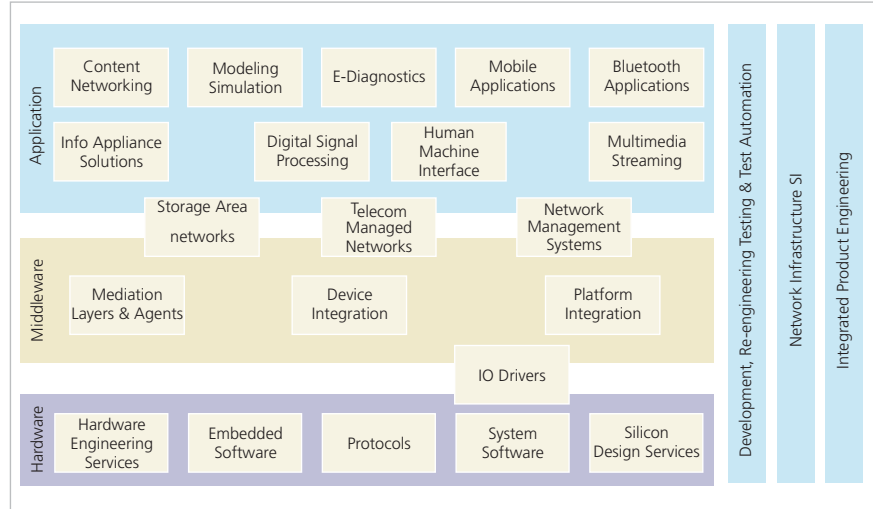 Application
Content
Networking
Modeling
Simulation
E-Diagnostics
Mobile
Applications
Bluetooth
Applications
Info Appliance
Solutions
Digital Signal
Processing
Human
Machine
Interface
Multimedia
Streaming
Storage Area
networks
Telecom
Managed
Networks
Network
Management
Systems
Middleware
Mediation
Layers & Agents
Device
Integration
Platform
Integration
IO Drivers
Hardware
Hardware
Engineering
Services
Embedded
Software
Protocols
System
Software
Silicon
Design Services
Development, Re-engineering Testing & Test Automation
Network Infrastructure SI
Integrated Product Engineering